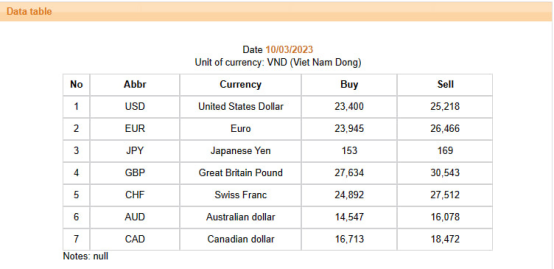 Data table
Date 10/03/2023
Unit of currency: VND (Viet Nam Dong)
No Abbr Currency Buy Sell
1 USD United States Dollar 23,400 25,218
2 EUR Euro 23,945 26,466
3 JPY Japanese Yen 153 169
4 GBP Great Britain Pound 27,634 30,543
5 CHF Swiss Franc 24,892 27,512
6 AUD Australian dollar 14,547 16,078
7 CAD Canadian dollar 16,713 18,472
Notes: null